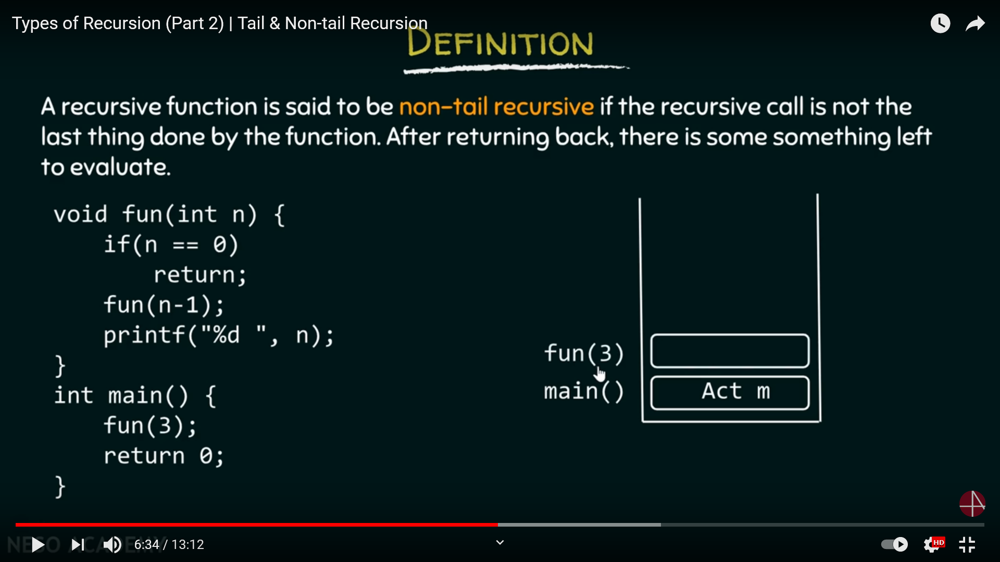 Types of Recursion (Part 2) | Tail & Non-tail Recursion
DEFINITION
A recursive function is said to be non-tail recursive if the recursive call is not the
last thing done by the function. After returning back, there is some something left
to evaluate.
void fun(int n) {
if(n == 0)
return;
fun(n-1);
printf("%d ", n);
}
int main() {
fun(3);
return 0;
}
fun(3)
main()
Act m
NESO ACADEMY
6:34 / 13:12
HD